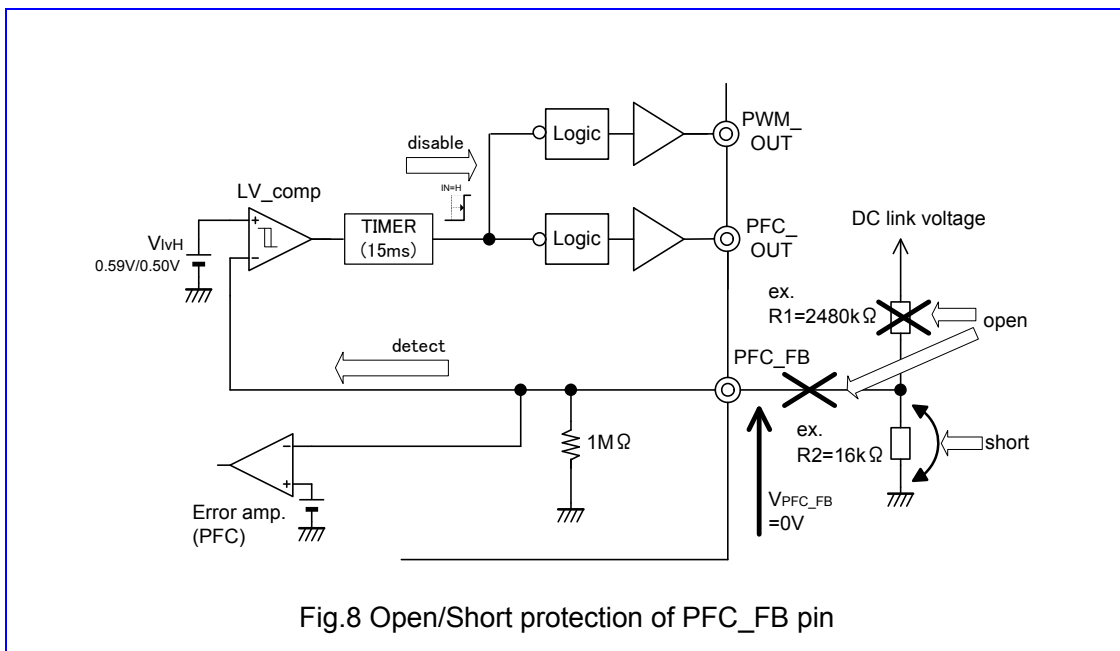 PWM_
OUT
Logic
disable
IN=H
LV_comp
TIMER
(15ms)
Logic
PFC_
OUT
DC link voltage
VlvH
0.59V/0.50V
+
−
ex.
R1=2480kΩ
open
detect
PFC_FB
1MΩ
ex.
R2=16kΩ
short
−
+
Error amp.
(PFC)
VPFC_FB
=0V
Fig.8 Open/Short protection of PFC_FB pin